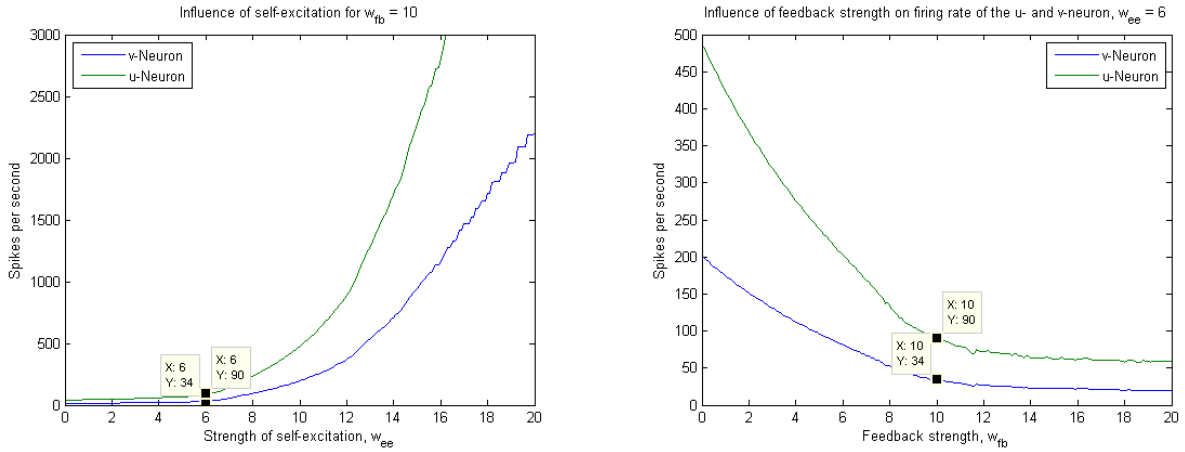 Influence of self-excitation for w_fb = 10
3000
2500
2000
1500
1000
500
0
Spikes per second
v-Neuron
u-Neuron
X: 6
Y: 34
X: 6
Y: 90
0 2 4 6 8 10 12 14 16 18 20
Strength of self-excitation, w_ee
Influence of feedback strength on firing rate of the u- and v-neuron, w_ee = 6
500
450
400
350
300
250
200
150
100
50
0
Spikes per second
v-Neuron
u-Neuron
X: 10
Y: 90
X: 10
Y: 34
0 2 4 6 8 10 12 14 16 18 20
Feedback strength, w_fb